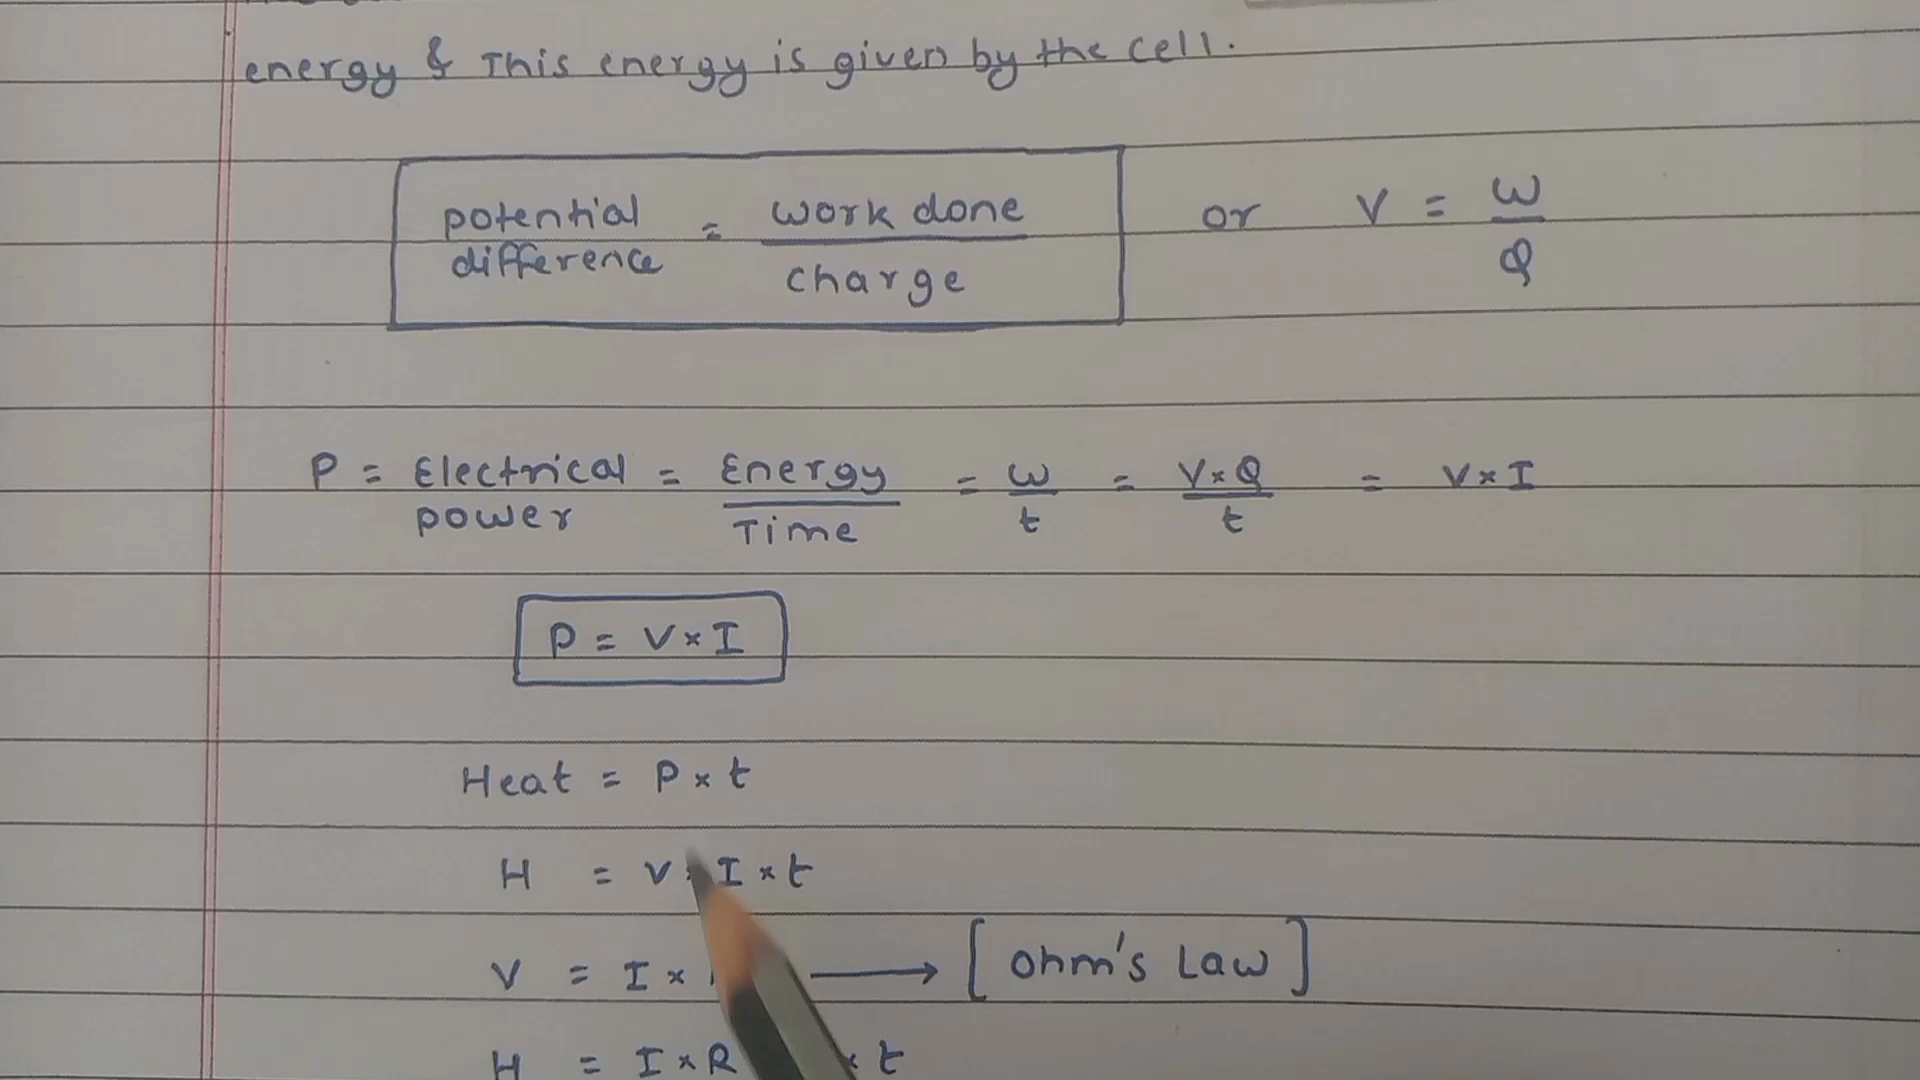 energy & This energy is given by the cell.
potential difference = work done / charge or V = W / Q
P = Electrical power = Energy / Time = W / t = V × Q / t = V × I
P = V × I
Heat = P × t
H = V × I × t
V = I × → [ ohm's Law ]
H = I × R × t